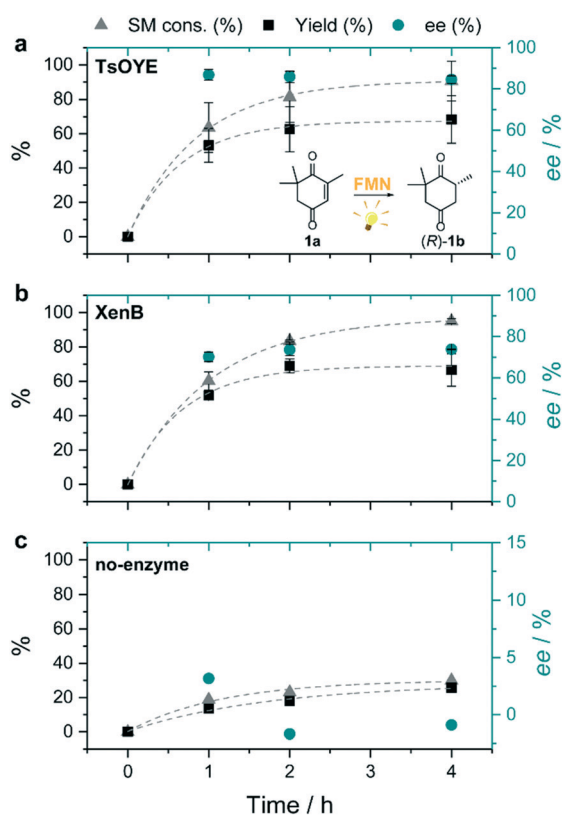 SM cons. (%) Yield (%) ee (%)
a
TsOYE
100
80
60
40
20
0
%
100
80
60
40
20
0
ee / %
O
O
1a
FMN
O
O
(R)-1b
b
XenB
100
80
60
40
20
0
%
100
80
60
40
20
0
ee / %
c
no-enzyme
100
80
60
40
20
0
%
15
10
5
0
ee / %
0 1 2 3 4
Time / h